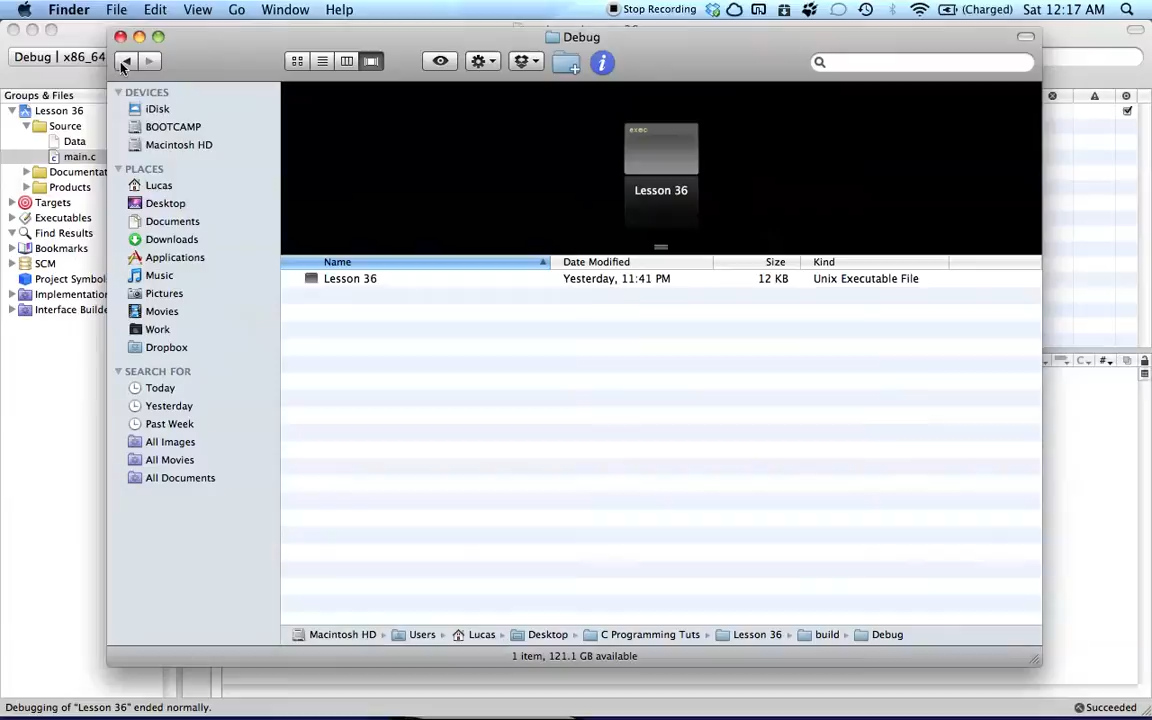 Finder File Edit View Go Window Help Stop Recording (Charged) Sat 12:17 AM
Debug
Debug | x86_64
Groups & Files
Lesson 36
Source
Data
main.c
Documentat
Products
Targets
Executables
Find Results
Bookmarks
SCM
Project Symbol
Implementation
Interface Builde
DEVICES
iDisk
BOOTCAMP
Macintosh HD
PLACES
Lucas
Desktop
Documents
Downloads
Applications
Music
Pictures
Movies
Work
Dropbox
SEARCH FOR
Today
Yesterday
Past Week
All Images
All Movies
All Documents
exec
Lesson 36
Name Date Modified Size Kind
Lesson 36 Yesterday, 11:41 PM 12 KB Unix Executable File
Macintosh HD Users Lucas Desktop C Programming Tuts Lesson 36 build Debug
1 item, 121.1 GB available
Debugging of "Lesson 36" ended normally. Succeeded